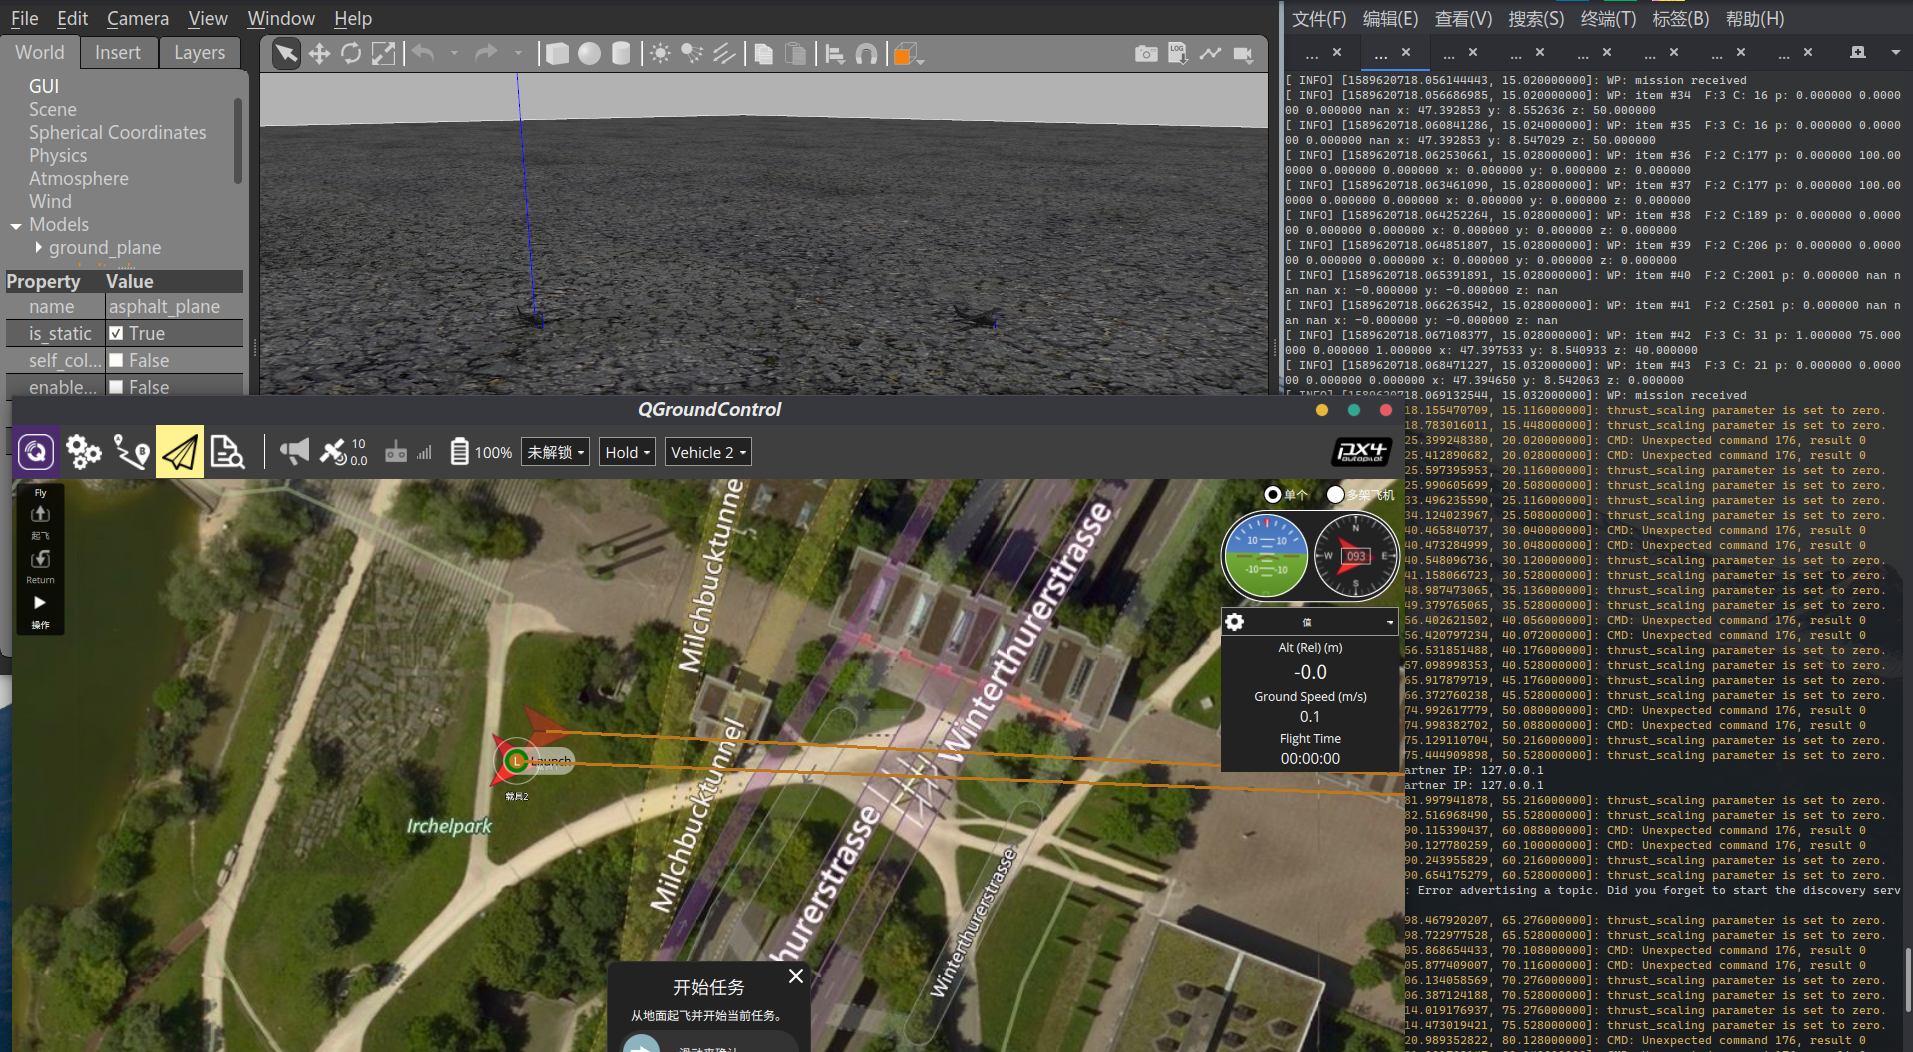 File Edit Camera View Window Help
World Insert Layers
GUI
Scene
Spherical Coordinates
Physics
Atmosphere
Wind
Models
ground_plane
Property Value
name asphalt_plane
is_static True
self_col... False
enable... False
文件(F) 编辑(E) 查看(V) 搜索(S) 终端(T) 标签(B) 帮助(H)
... ... ... ... ... ... ... ...
[ INFO] [1589620718.056144443, 15.020000000]: WP: mission received
[ INFO] [1589620718.056686985, 15.020000000]: WP: item #34  F:3 C: 16 p: 0.000000 0.0000
00 0.000000 nan x: 47.392853 y: 8.552636 z: 50.000000
[ INFO] [1589620718.060841286, 15.024000000]: WP: item #35  F:3 C: 16 p: 0.000000 0.0000
00 0.000000 nan x: 47.392853 y: 8.547029 z: 50.000000
[ INFO] [1589620718.062530661, 15.028000000]: WP: item #36  F:2 C:177 p: 0.000000 100.00
0000 0.000000 0.000000 x: 0.000000 y: 0.000000 z: 0.000000
[ INFO] [1589620718.063461090, 15.028000000]: WP: item #37  F:2 C:177 p: 0.000000 100.00
0000 0.000000 0.000000 x: 0.000000 y: 0.000000 z: 0.000000
[ INFO] [1589620718.064252264, 15.028000000]: WP: item #38  F:2 C:189 p: 0.000000 0.0000
00 0.000000 0.000000 x: 0.000000 y: 0.000000 z: 0.000000
[ INFO] [1589620718.064851807, 15.028000000]: WP: item #39  F:2 C:206 p: 0.000000 0.0000
00 0.000000 0.000000 x: 0.000000 y: 0.000000 z: 0.000000
[ INFO] [1589620718.065391891, 15.028000000]: WP: item #40  F:2 C:2001 p: 0.000000 nan n
an nan x: -0.000000 y: -0.000000 z: nan
[ INFO] [1589620718.066263542, 15.028000000]: WP: item #41  F:2 C:2501 p: 0.000000 nan n
an nan x: -0.000000 y: -0.000000 z: nan
[ INFO] [1589620718.067108377, 15.028000000]: WP: item #42  F:3 C: 31 p: 1.000000 75.000
000 0.000000 1.000000 x: 47.397533 y: 8.540933 z: 40.000000
[ INFO] [1589620718.068471227, 15.032000000]: WP: item #43  F:3 C: 21 p: 0.000000 0.0000
00 0.000000 0.000000 x: 47.394650 y: 8.542063 z: 0.000000
[ INFO] [1589620718.069132544, 15.032000000]: WP: mission received
18.155470709, 15.116000000]: thrust_scaling parameter is set to zero.
18.783016011, 15.448000000]: thrust_scaling parameter is set to zero.
25.399248380, 20.020000000]: CMD: Unexpected command 176, result 0
25.412890682, 20.028000000]: CMD: Unexpected command 176, result 0
25.597395953, 20.116000000]: thrust_scaling parameter is set to zero.
25.990605692, 20.508000000]: thrust_scaling parameter is set to zero.
33.496235590, 25.116000000]: thrust_scaling parameter is set to zero.
34.124023967, 25.508000000]: thrust_scaling parameter is set to zero.
40.465840737, 30.040000000]: CMD: Unexpected command 176, result 0
40.473284999, 30.048000000]: CMD: Unexpected command 176, result 0
40.548096736, 30.120000000]: thrust_scaling parameter is set to zero.
41.158066723, 30.528000000]: thrust_scaling parameter is set to zero.
48.987473065, 35.136000000]: thrust_scaling parameter is set to zero.
49.379765065, 35.528000000]: thrust_scaling parameter is set to zero.
56.402621502, 40.056000000]: CMD: Unexpected command 176, result 0
56.420797234, 40.072000000]: CMD: Unexpected command 176, result 0
56.531851488, 40.176000000]: thrust_scaling parameter is set to zero.
57.098998353, 40.528000000]: thrust_scaling parameter is set to zero.
65.917879719, 45.176000000]: thrust_scaling parameter is set to zero.
66.372760238, 45.528000000]: thrust_scaling parameter is set to zero.
74.992617779, 50.080000000]: CMD: Unexpected command 176, result 0
74.998382702, 50.088000000]: CMD: Unexpected command 176, result 0
75.129110704, 50.216000000]: thrust_scaling parameter is set to zero.
75.444909898, 50.528000000]: thrust_scaling parameter is set to zero.
artner IP: 127.0.0.1
artner IP: 127.0.0.1
81.997941878, 55.216000000]: thrust_scaling parameter is set to zero.
82.516968490, 55.528000000]: thrust_scaling parameter is set to zero.
90.115390437, 60.088000000]: CMD: Unexpected command 176, result 0
90.127780259, 60.100000000]: CMD: Unexpected command 176, result 0
90.243955829, 60.216000000]: thrust_scaling parameter is set to zero.
90.654175279, 60.528000000]: thrust_scaling parameter is set to zero.
: Error advertising a topic. Did you forget to start the discovery serv
98.467920207, 65.276000000]: thrust_scaling parameter is set to zero.
98.722977528, 65.528000000]: thrust_scaling parameter is set to zero.
05.868654433, 70.108000000]: CMD: Unexpected command 176, result 0
05.877409007, 70.116000000]: CMD: Unexpected command 176, result 0
06.134058569, 70.276000000]: thrust_scaling parameter is set to zero.
06.387124188, 70.528000000]: thrust_scaling parameter is set to zero.
14.019176937, 75.276000000]: thrust_scaling parameter is set to zero.
14.473019421, 75.528000000]: thrust_scaling parameter is set to zero.
20.989352822, 80.128000000]: CMD: Unexpected command 176, result 0
QGroundControl
10
0.0
100% 未解锁 Hold Vehicle 2
PX4
autopilot
Fly
起飞
Return
操作
单个 多架飞机
10 10
-10 -10
N
W 093 E
S
值
Alt (Rel) (m)
-0.0
Ground Speed (m/s)
0.1
Flight Time
00:00:00
Milchbucktunne
Milchbucktunnel
Winterthurerstrasse
hurerstrasse
Winterthurerstrasse
L Launch
载具2
Irchelpark
开始任务
从地面起飞并开始当前任务。
滑动来确认